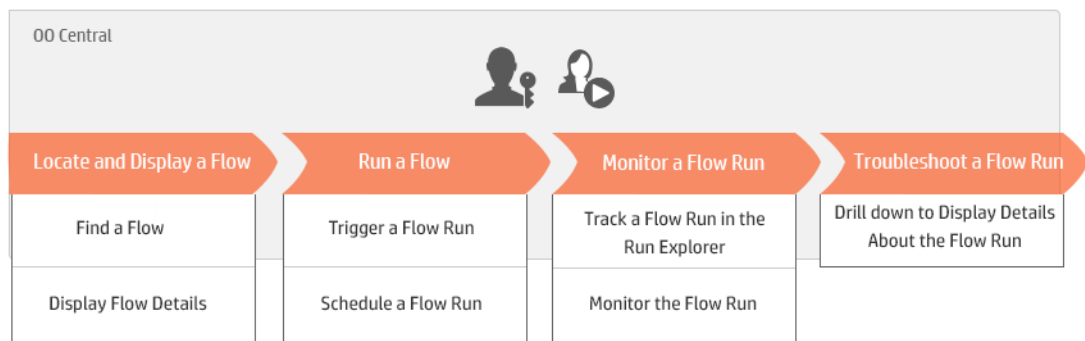 OO Central
Locate and Display a Flow
Run a Flow
Monitor a Flow Run
Troubleshoot a Flow Run
Find a Flow
Trigger a Flow Run
Track a Flow Run in the
Run Explorer
Drill down to Display Details
About the Flow Run
Display Flow Details
Schedule a Flow Run
Monitor the Flow Run